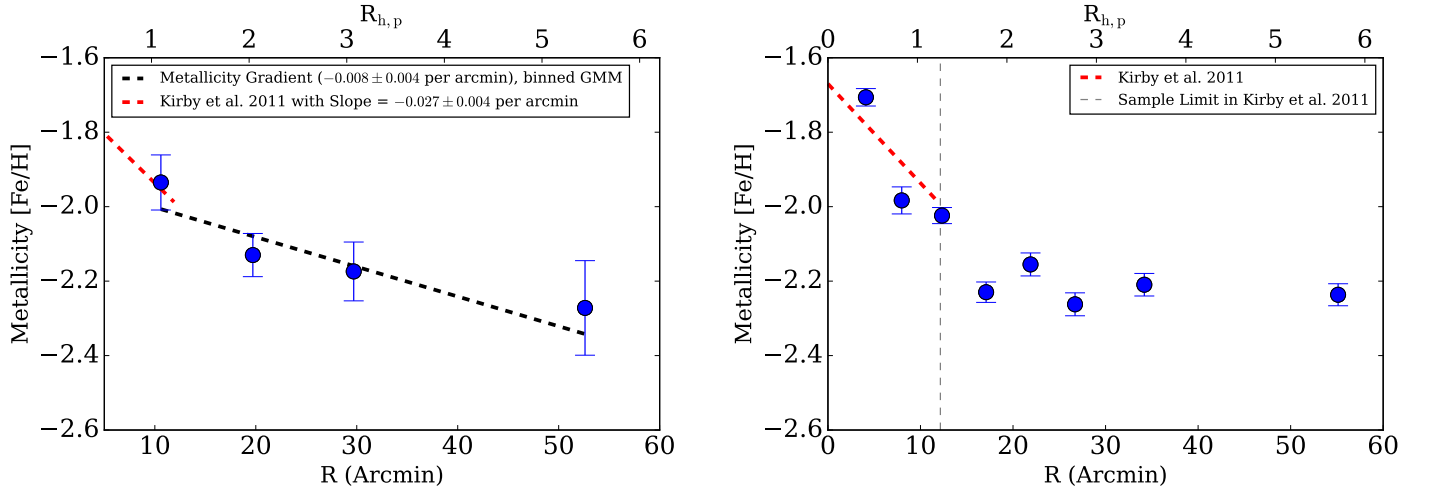 R_{h,p}
1 2 3 4 5 6
−1.6
−1.8
−2.0
−2.2
−2.4
−2.6
Metallicity [Fe/H]
Metallicity Gradient (−0.008 ± 0.004 per arcmin), binned GMM
Kirby et al. 2011 with Slope = −0.027 ± 0.004 per arcmin
10 20 30 40 50 60
R (Arcmin)
R_{h,p}
0 1 2 3 4 5 6
−1.6
−1.8
−2.0
−2.2
−2.4
−2.6
Metallicity [Fe/H]
Kirby et al. 2011
Sample Limit in Kirby et al. 2011
0 10 20 30 40 50 60
R (Arcmin)